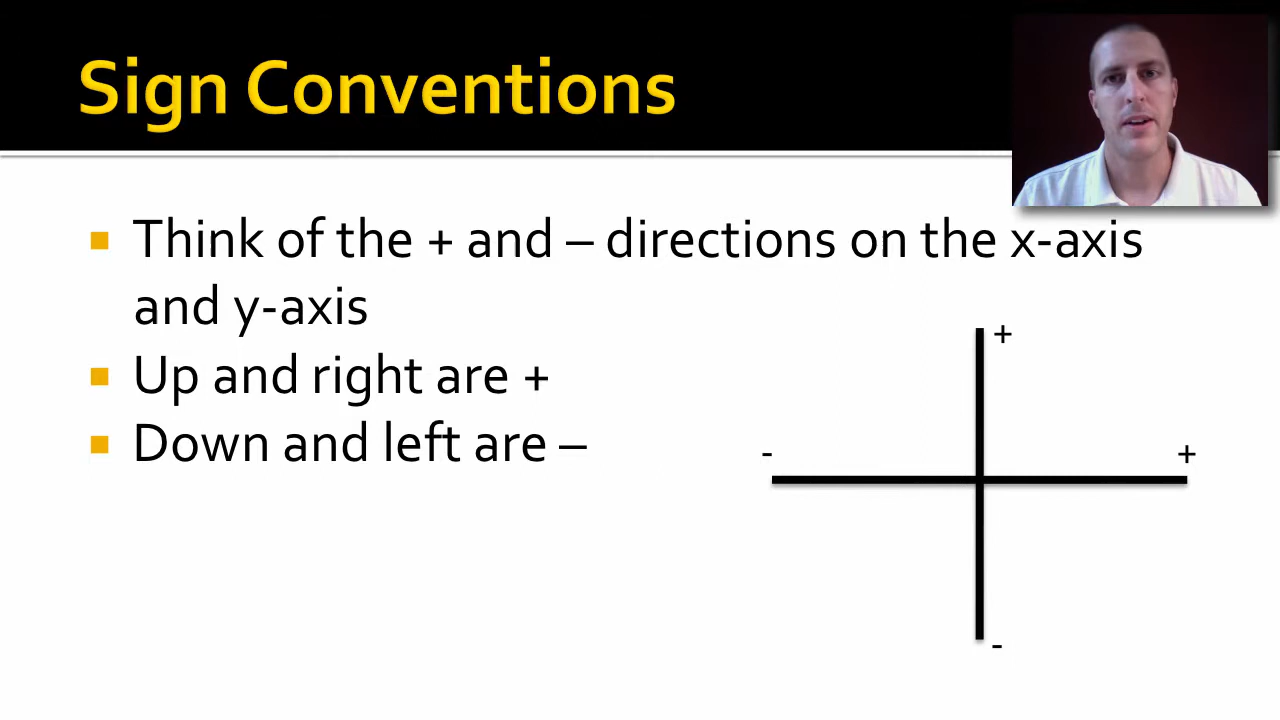 Sign Conventions
Think of the + and – directions on the x-axis
and y-axis
Up and right are +
Down and left are –
+
-
+
-